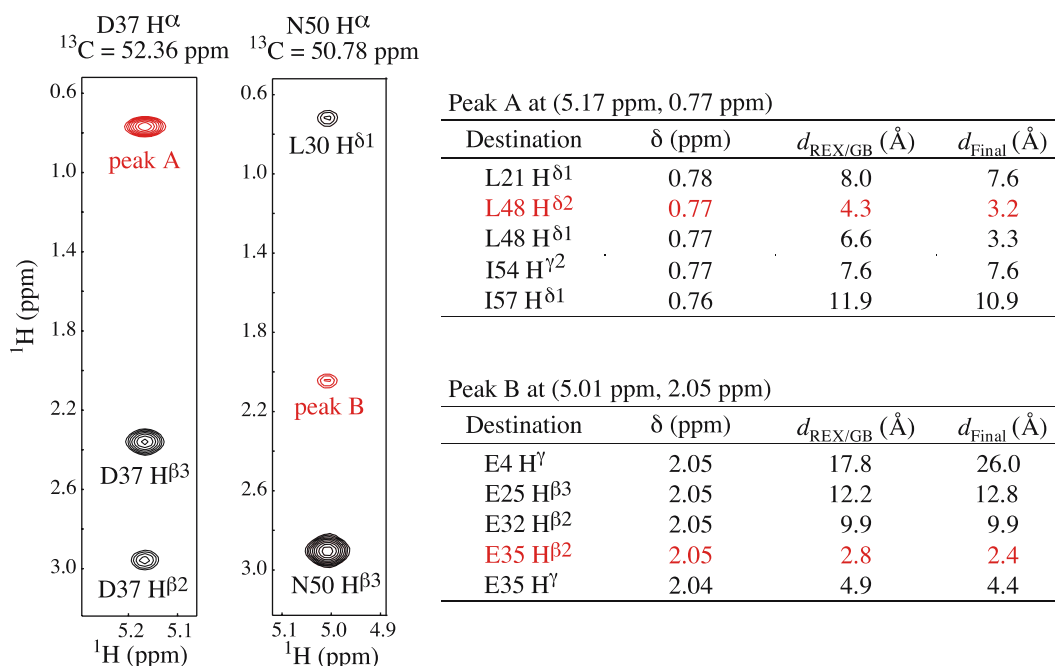 D37 Hα
13C = 52.36 ppm
0.6
1.0
1.4
1.8
2.2
2.6
3.0
1H (ppm)
peak A
D37 Hβ3
D37 Hβ2
5.2 5.1
1H (ppm)
N50 Hα
13C = 50.78 ppm
0.6
1.0
1.4
1.8
2.2
2.6
3.0
L30 Hδ1
peak B
N50 Hβ3
5.1 5.0 4.9
1H (ppm)
Peak A at (5.17 ppm, 0.77 ppm)
Destination δ (ppm) dREX/GB (Å) dFinal (Å)
L21 Hδ1 0.78 8.0 7.6
L48 Hδ2 0.77 4.3 3.2
L48 Hδ1 0.77 6.6 3.3
I54 Hγ2 0.77 7.6 7.6
I57 Hδ1 0.76 11.9 10.9
Peak B at (5.01 ppm, 2.05 ppm)
Destination δ (ppm) dREX/GB (Å) dFinal (Å)
E4 Hγ 2.05 17.8 26.0
E25 Hβ3 2.05 12.2 12.8
E32 Hβ2 2.05 9.9 9.9
E35 Hβ2 2.05 2.8 2.4
E35 Hγ 2.04 4.9 4.4